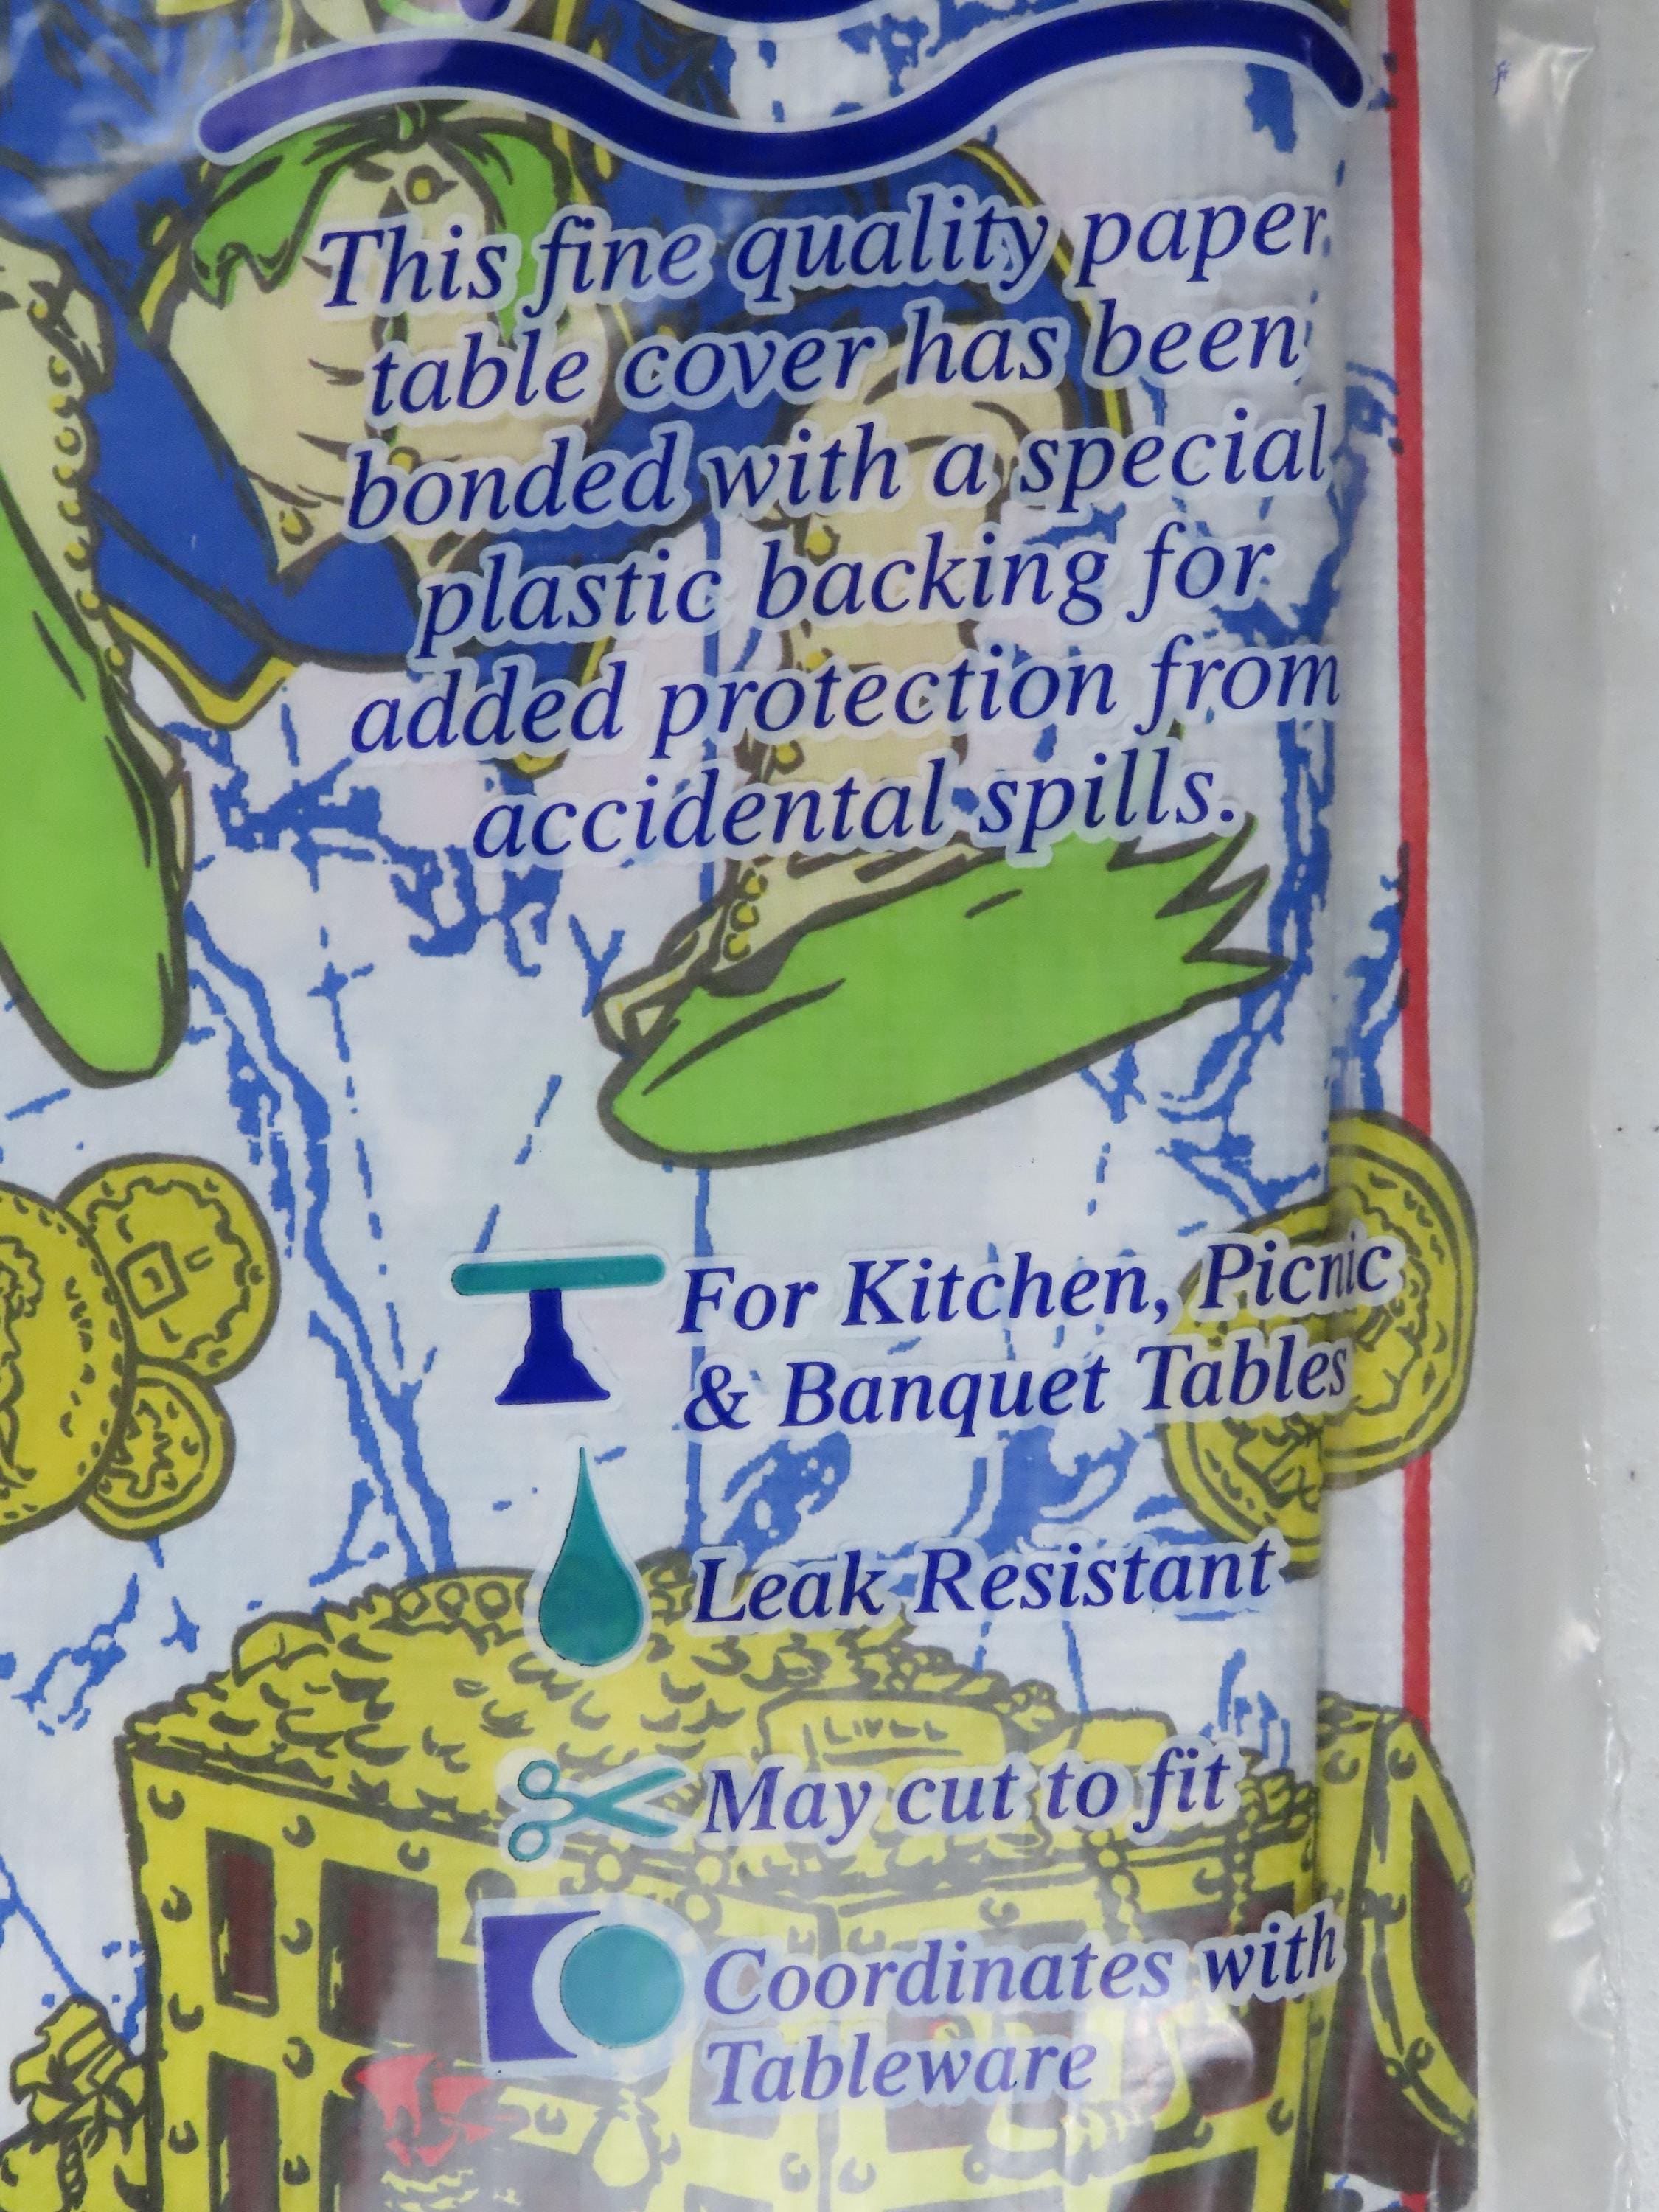 This fine quality paper
table cover has been
bonded with a special
plastic backing for
added protection from
accidental spills.
For Kitchen, Picnic
& Banquet Tables
Leak Resistant
May cut to fit
Coordinates with
Tableware